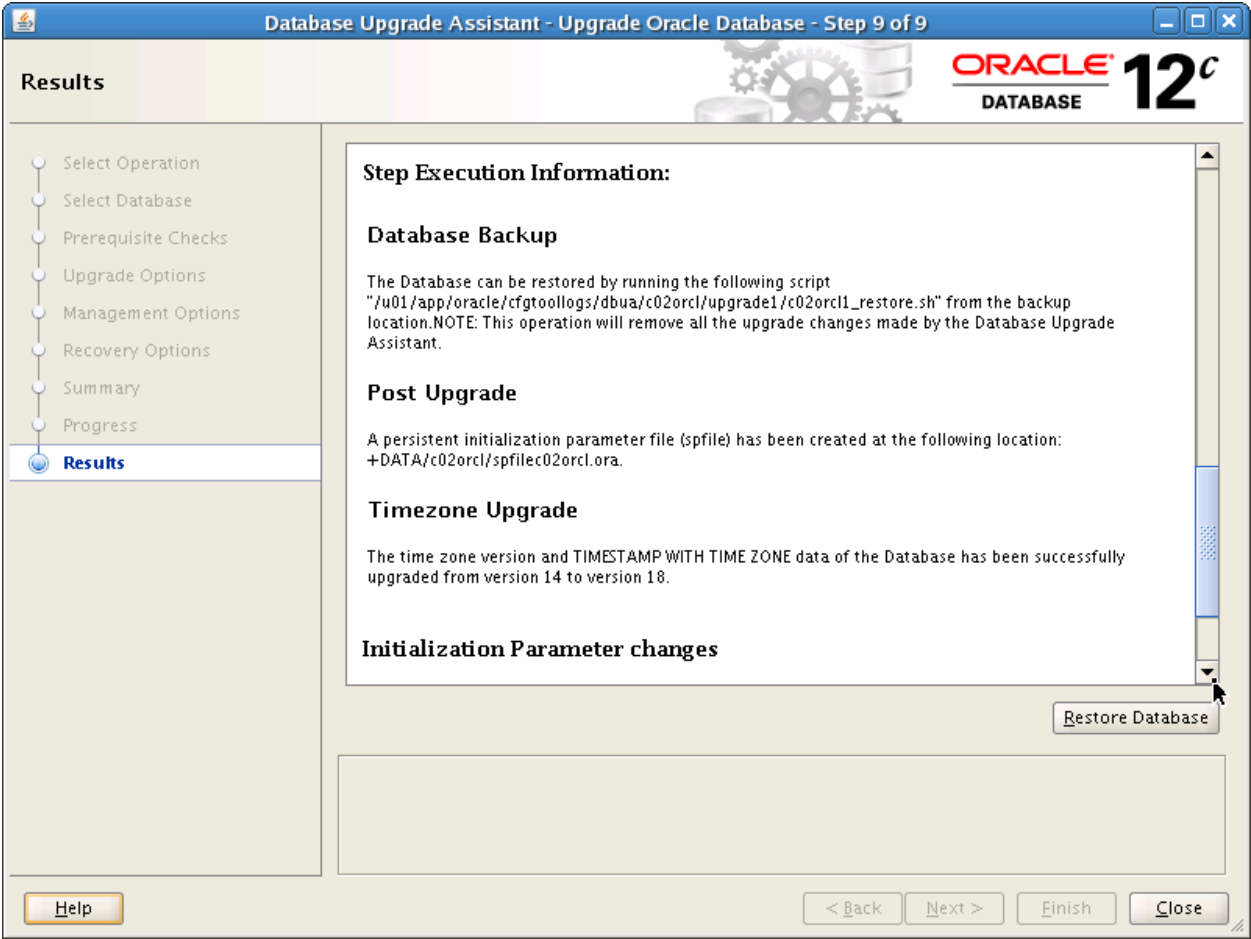 Database Upgrade Assistant - Upgrade Oracle Database - Step 9 of 9
Results
ORACLE
DATABASE
12c
Select Operation
Select Database
Prerequisite Checks
Upgrade Options
Management Options
Recovery Options
Summary
Progress
Results
Step Execution Information:
Database Backup
The Database can be restored by running the following script
"/u01/app/oracle/cfgtoollogs/dbua/c02orcl/upgrade1/c02orcl1_restore.sh" from the backup
location.NOTE: This operation will remove all the upgrade changes made by the Database Upgrade
Assistant.
Post Upgrade
A persistent initialization parameter file (spfile) has been created at the following location:
+DATA/c02orcl/spfilec02orcl.ora.
Timezone Upgrade
The time zone version and TIMESTAMP WITH TIME ZONE data of the Database has been successfully
upgraded from version 14 to version 18.
Initialization Parameter changes
Restore Database
Help
< Back
Next >
Finish
Close